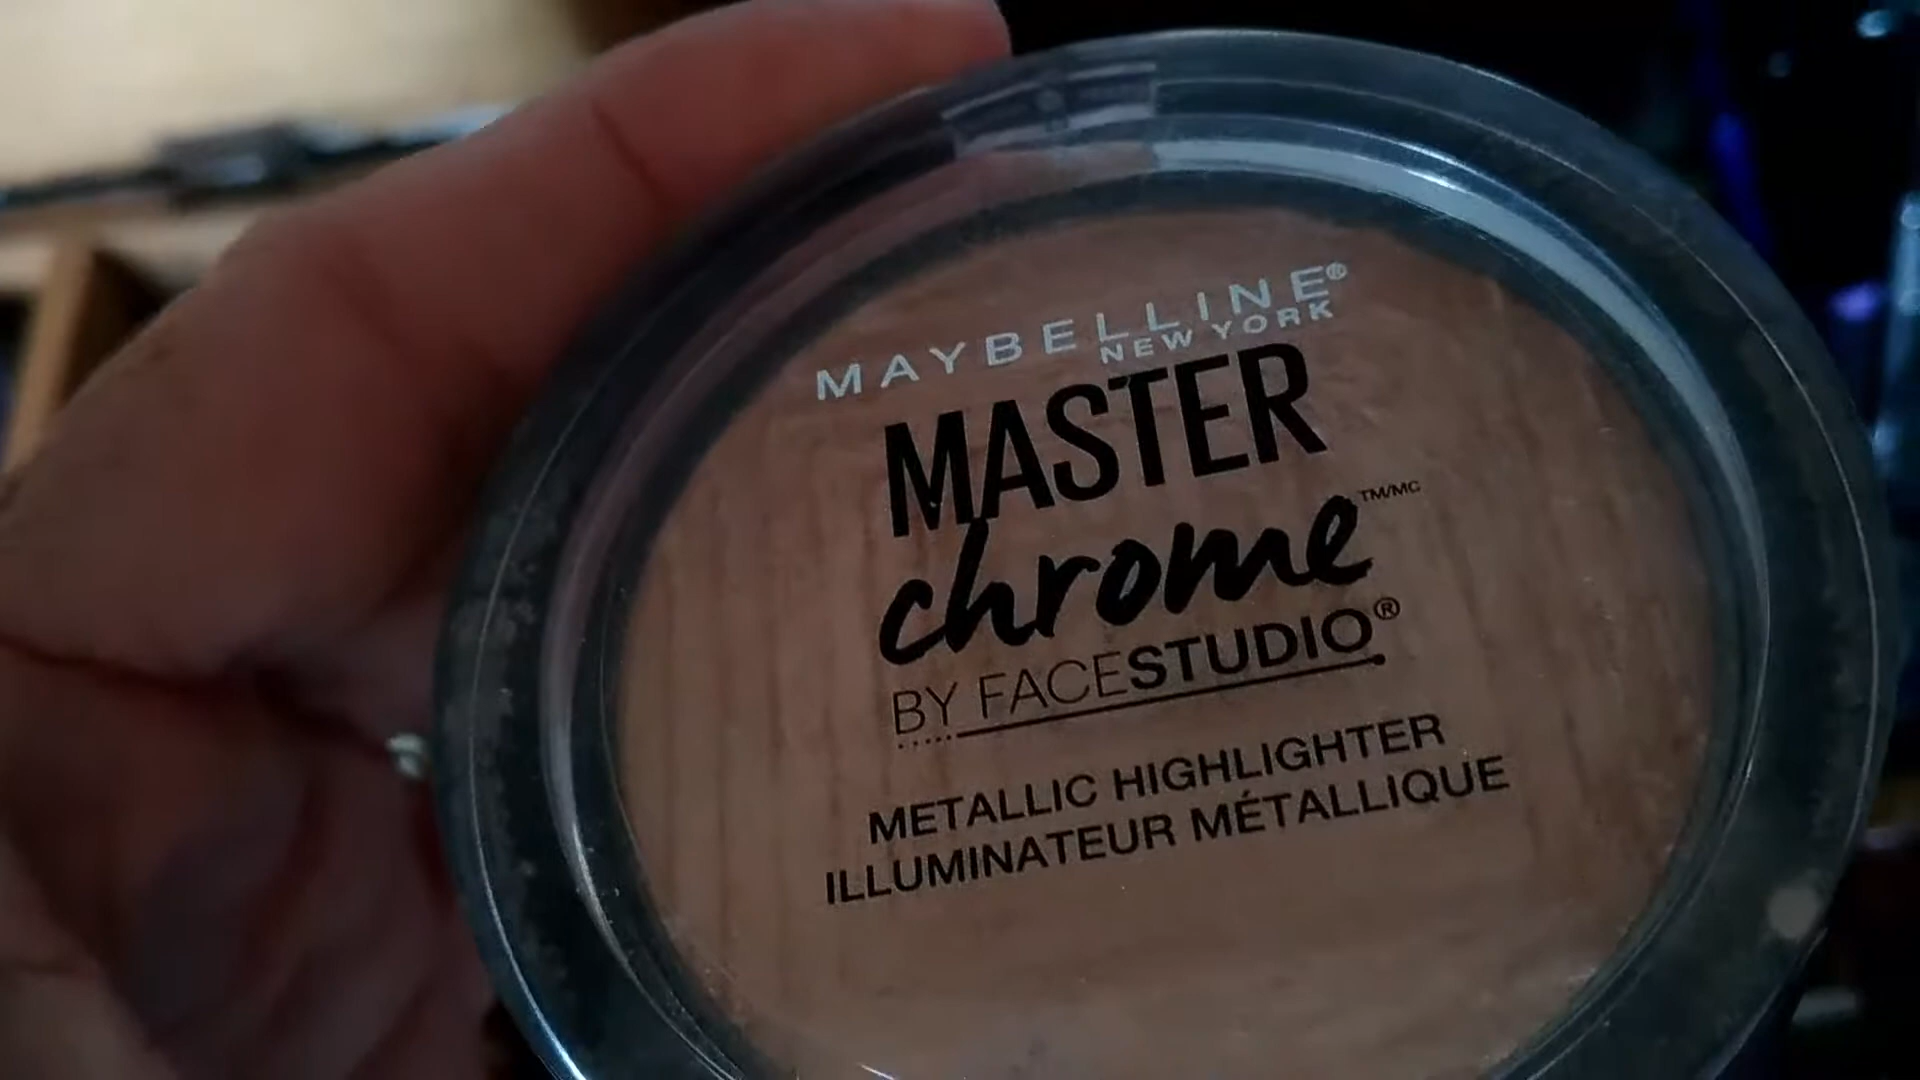 MAYBELLINE®
NEW YORK
MASTER
chrome™/MC
BY FACESTUDIO®
METALLIC HIGHLIGHTER
ILLUMINATEUR MÉTALLIQUE